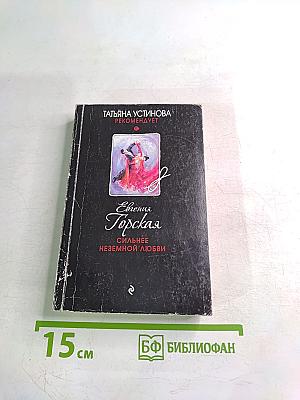 ТАТЬЯНА УСТИНОВА
РЕКОМЕНДУЕТ
Евгения
Горская
СИЛЬНЕЕ
НЕЗЕМНОЙ ЛЮБВИ
15 см
БФ БИБЛИОФАН